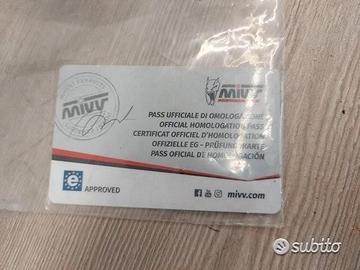 mivv
mivv
PASS UFFICIALE DI OMOLOGAZIONE
OFFICIAL HOMOLOGATION PASS
CERTIFICAT OFFICIEL D'HOMOLOGATION
OFFIZIELLE EG - PRÜFUNGSKARTE
PASS OFICIAL DE HOMOLOGACIÓN
e
APPROVED
mivv.com
subito